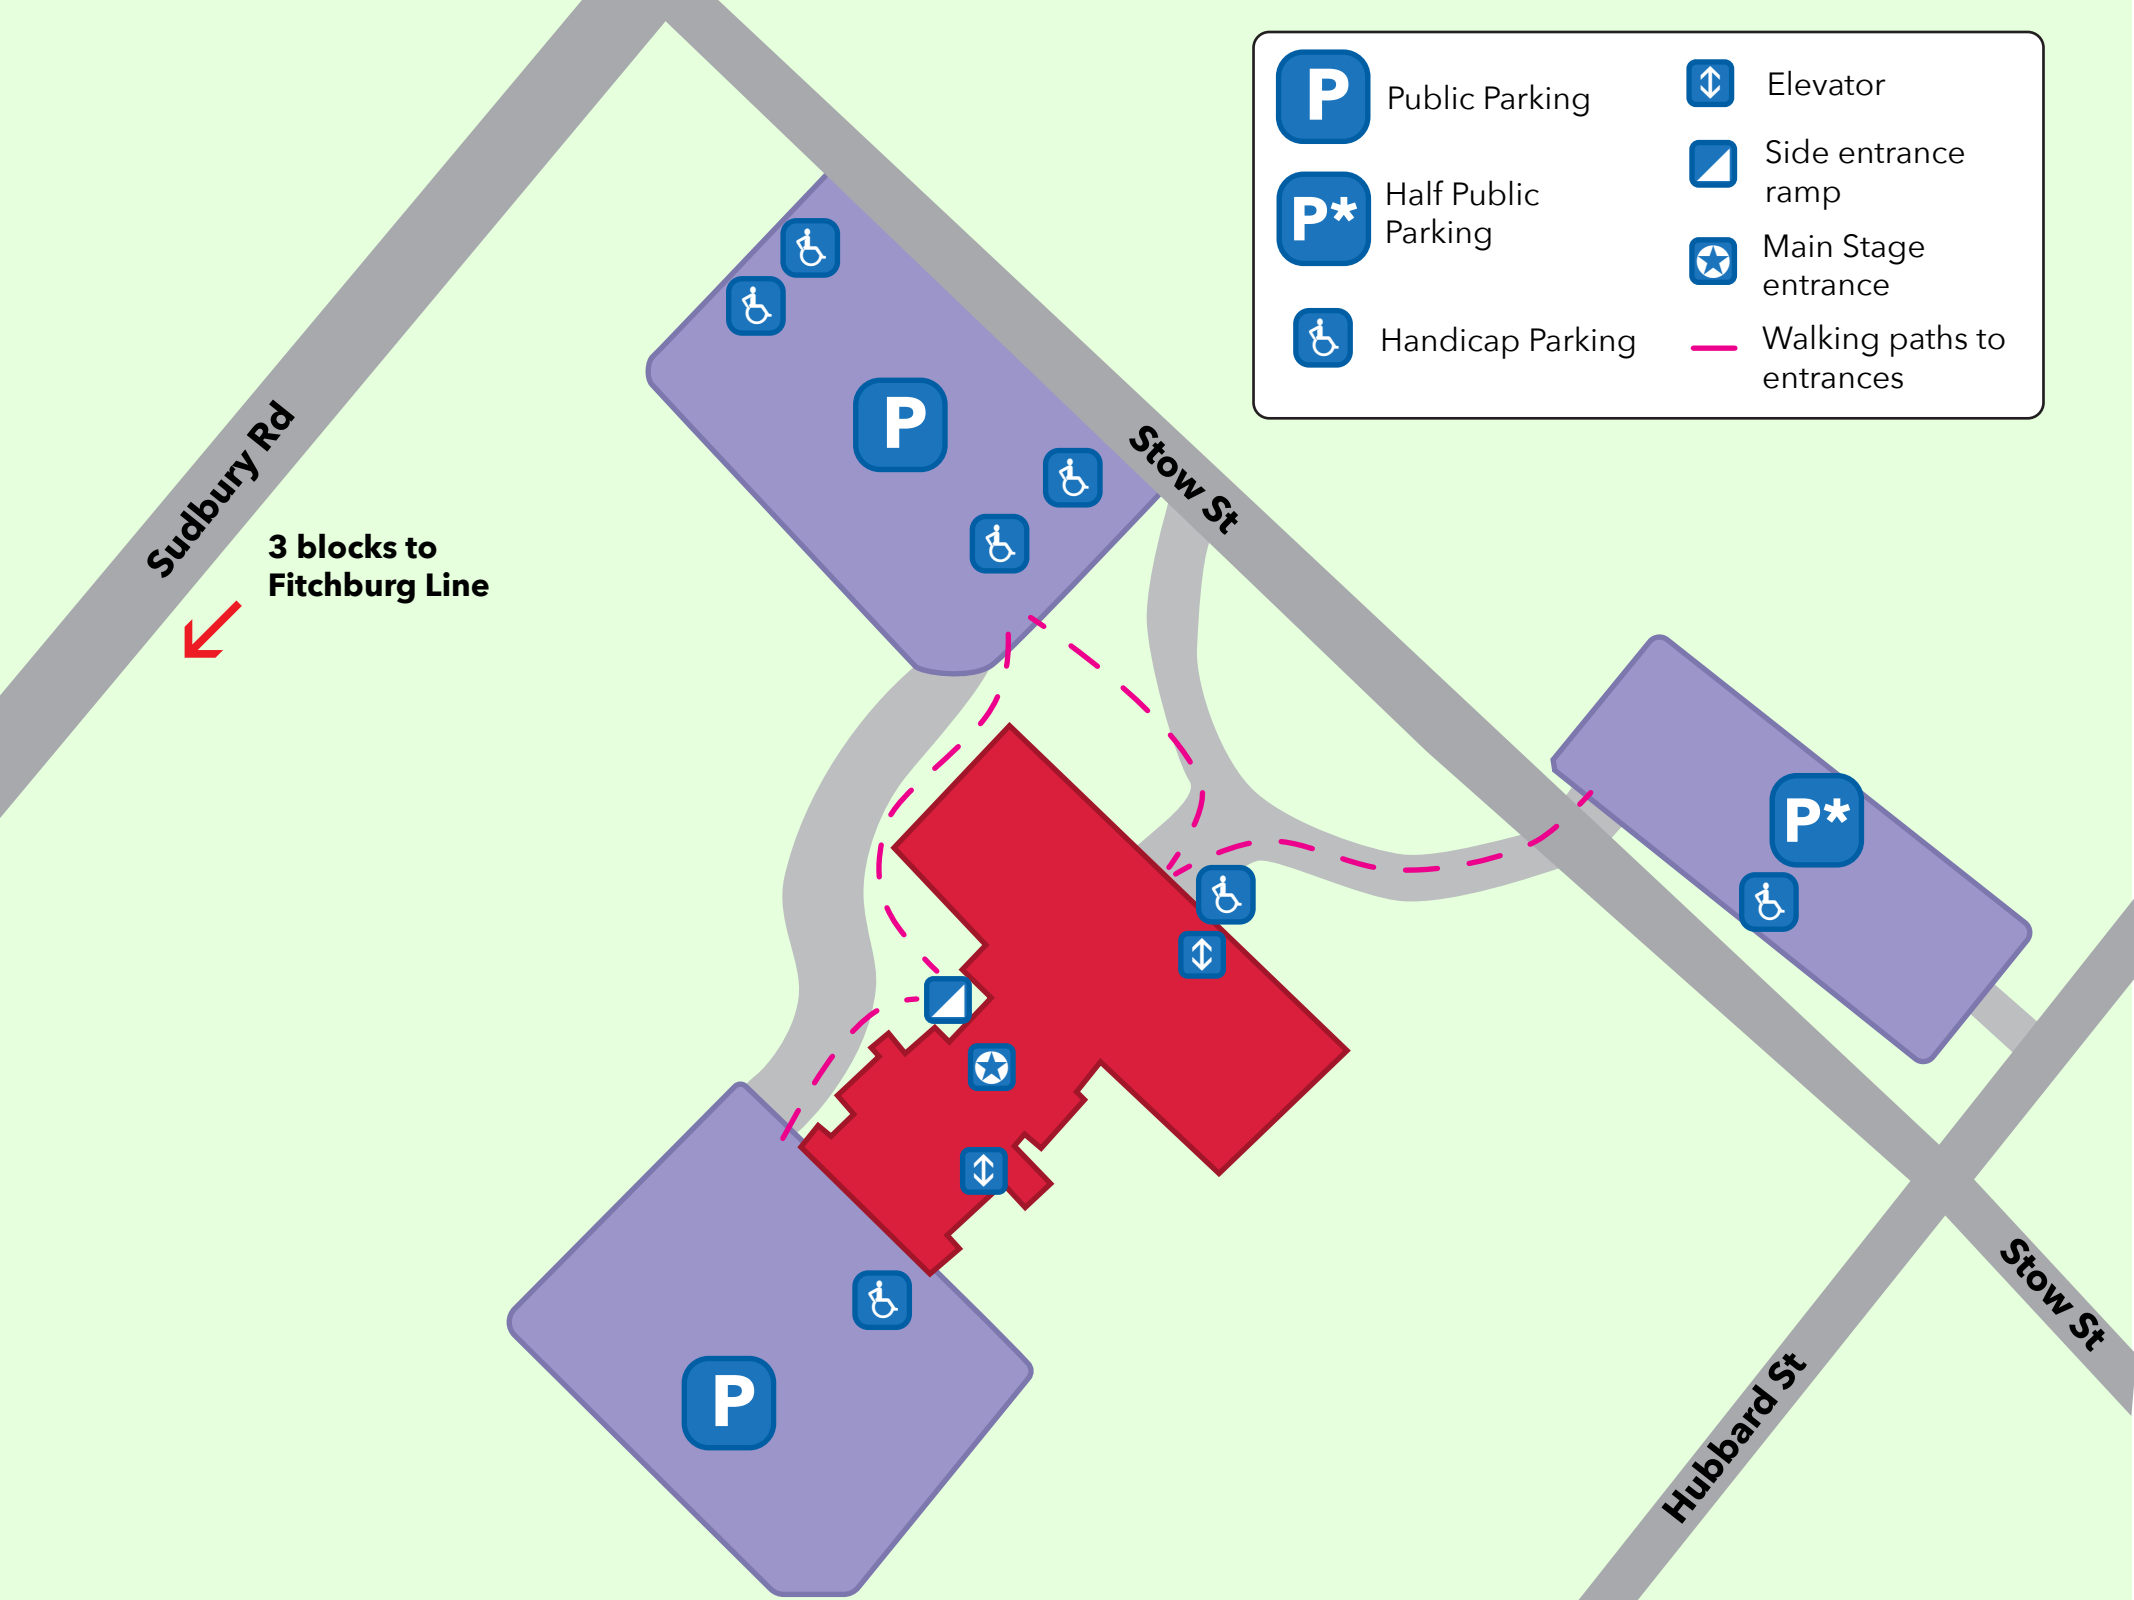 P
Public Parking
P*
Half Public
Parking
Handicap Parking
Elevator
Side entrance
ramp
Main Stage
entrance
Walking paths to
entrances
Sudbury Rd
3 blocks to
Fitchburg Line
P
Stow St
P*
P
Stow St
Hubbard St